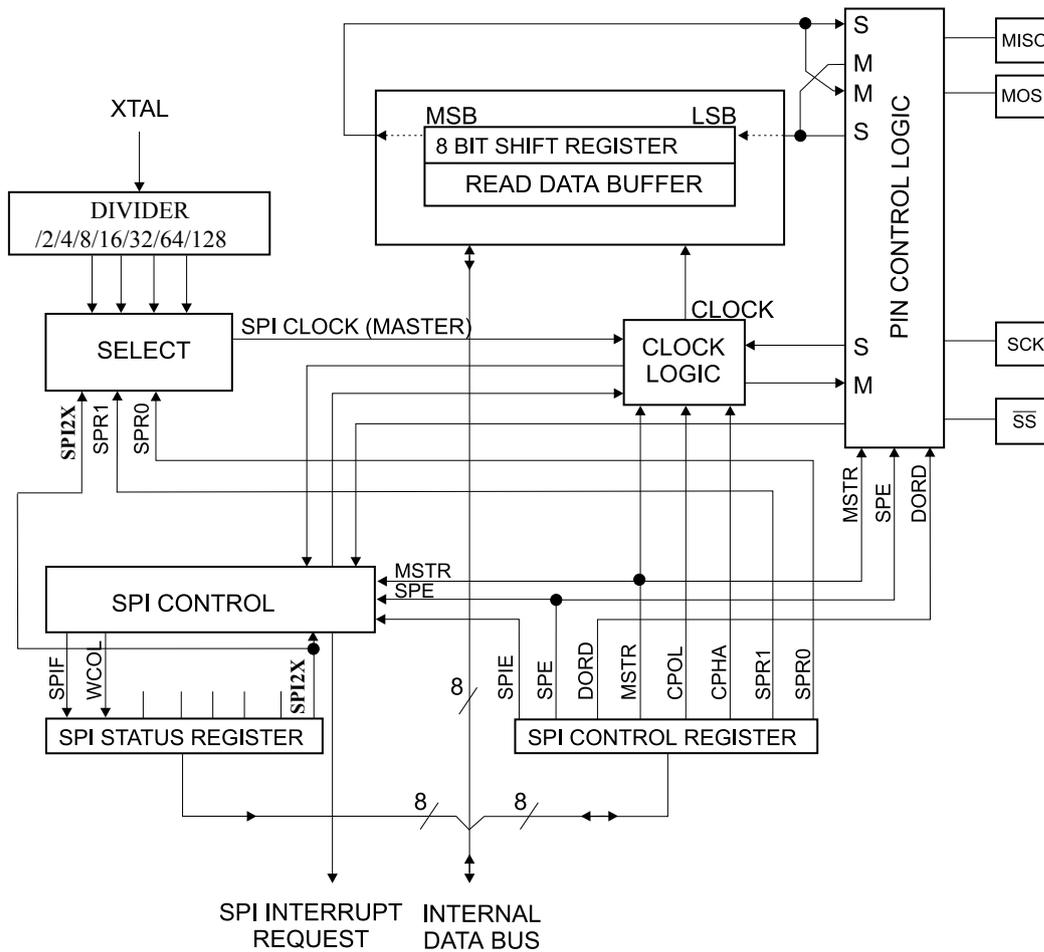 S
MISO
M
XTAL
M
MOSI
MSB
LSB
S
8 BIT SHIFT REGISTER
READ DATA BUFFER
DIVIDER
/2/4/8/16/32/64/128
PIN CONTROL LOGIC
SPI CLOCK (MASTER)
CLOCK
SELECT
CLOCK
LOGIC
S
SCK
M
SPI2X
SPR1
SPR0
SS
MSTR
SPE
DORD
MSTR
SPE
SPI CONTROL
SPIF
WCOL
SPI2X
SPIE
SPE
DORD
MSTR
CPOL
CPHA
SPR1
SPR0
8
SPI STATUS REGISTER
SPI CONTROL REGISTER
8
8
SPI INTERRUPT
REQUEST
INTERNAL
DATA BUS